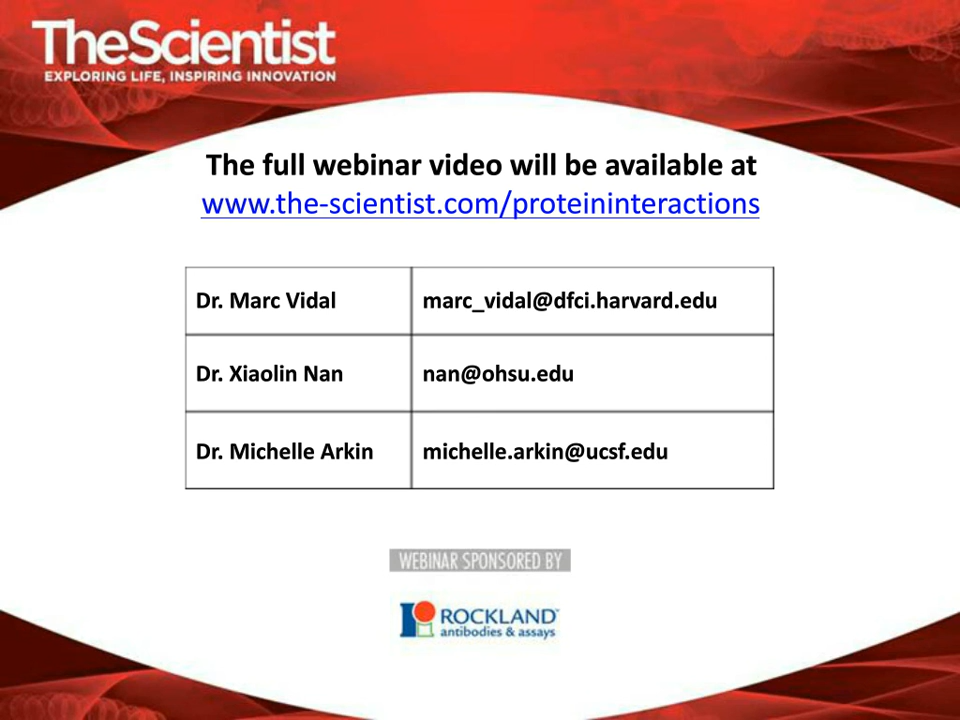 TheScientist
EXPLORING LIFE, INSPIRING INNOVATION
The full webinar video will be available at
www.the-scientist.com/proteininteractions
Dr. Marc Vidal marc_vidal@dfci.harvard.edu
Dr. Xiaolin Nan nan@ohsu.edu
Dr. Michelle Arkin michelle.arkin@ucsf.edu
WEBINAR SPONSORED BY
ROCKLAND™
antibodies & assays